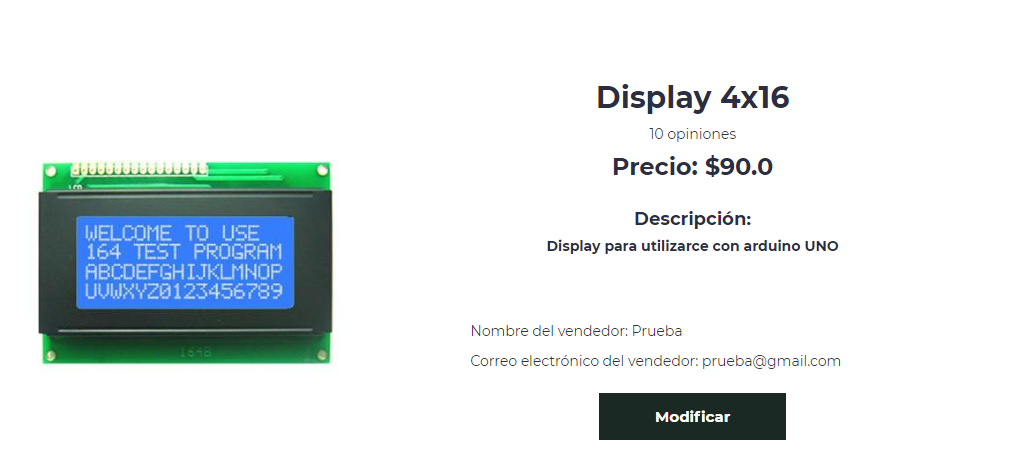 Display 4x16
10 opiniones
Precio: $90.0
Descripción:
Display para utilizarce con arduino UNO
Nombre del vendedor: Prueba
Correo electrónico del vendedor: prueba@gmail.com
Modificar
LCD
WELCOME TO USE
164 TEST PROGRAM
ABCDEFGHIJKLMNOP
UVWXYZ0123456789